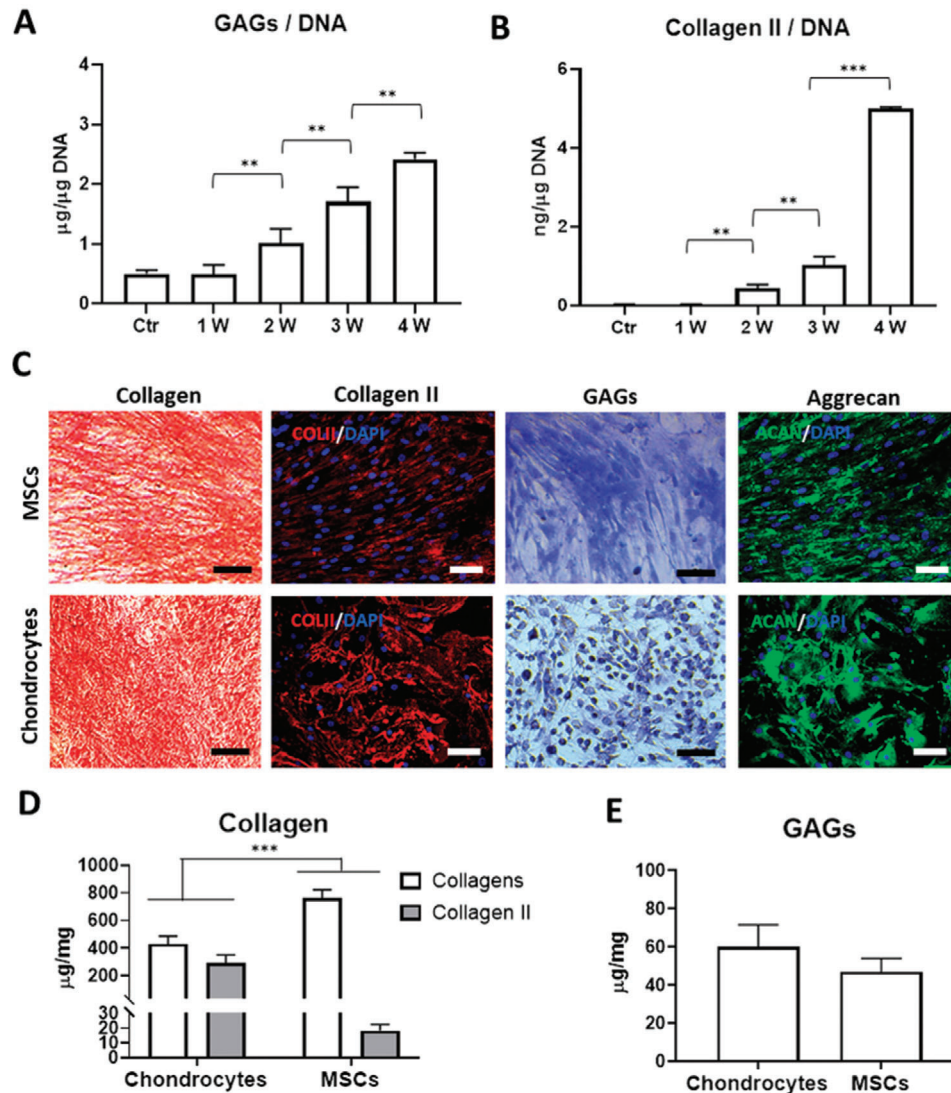 A
GAGs / DNA
μg/μg DNA
4
3
2
1
0
**
**
**
Ctr
1 W
2 W
3 W
4 W
B
Collagen II / DNA
ng/μg DNA
6
4
2
0
**
**
***
Ctr
1 W
2 W
3 W
4 W
C
Collagen
Collagen II
GAGs
Aggrecan
MSCs
COLII/DAPI
ACAN/DAPI
Chondrocytes
COLII/DAPI
ACAN/DAPI
D
Collagen
μg/mg
1000
800
600
400
200
30
20
10
0
***
Collagens
Collagen II
Chondrocytes
MSCs
E
GAGs
μg/mg
100
80
60
40
20
0
Chondrocytes
MSCs